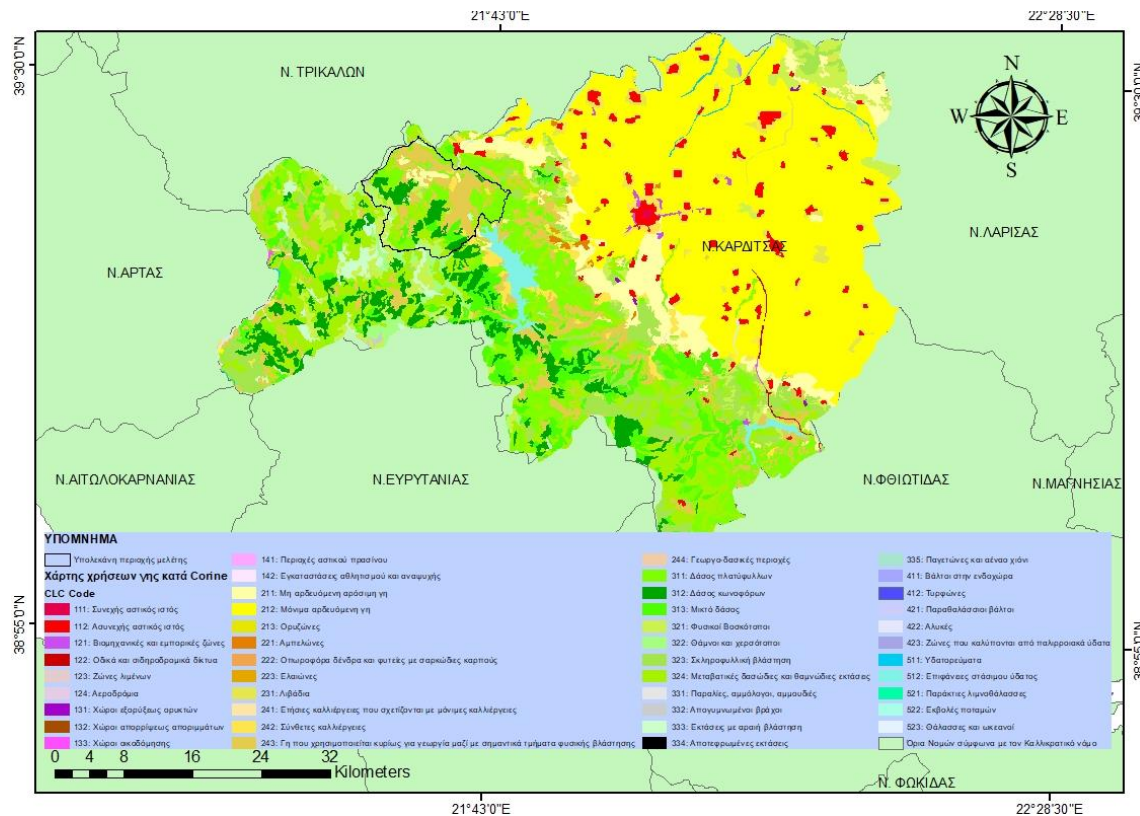 21°43'0"E
22°28'30"E
39°30'0"N
39°30'0"N
N
W
E
S
Ν. ΤΡΙΚΑΛΩΝ
Ν.ΛΑΡΙΣΑΣ
Ν.ΚΑΡΔΙΤΣΑΣ
Ν.ΑΡΤΑΣ
Ν.ΑΙΤΩΛΟΚΑΡΝΑΝΙΑΣ
Ν.ΕΥΡΥΤΑΝΙΑΣ
Ν.ΦΘΙΩΤΙΔΑΣ
Ν.ΜΑΓΝΗΣΙΑΣ
ΥΠΟΜΝΗΜΑ
Υπολεκάνη περιοχής μελέτης
Χάρτης χρήσεων γης κατά Corine
CLC Code
111: Συνεχής αστικός ιστός
112: Ασυνεχής αστικός ιστός
121: Βιομηχανικές και εμπορικές ζώνες
122: Οδικά και σιδηροδρομικά δίκτυα
123: Ζώνες λιμένων
124: Αεροδρόμια
131: Χώροι εξορύξεως ορυκτών
132: Χώροι απορρίψεως απορριμάτων
133: Χώροι οικοδόμησης
141: Περιοχές αστικού πρασίνου
142: Εγκαταστάσεις αθλητισμού και αναψυχής
211: Μη αρδευόμενη αρόσιμη γη
212: Μόνιμα αρδευόμενη γη
213: Ορυζώνες
221: Αμπελώνες
222: Οπωροφόρα δένδρα και φυτείες με σαρκώδεις καρπούς
223: Ελαιώνες
231: Λιβάδια
241: Ετήσιες καλλιέργειες που σχετίζονται με μόνιμες καλλιέργειες
242: Σύνθετες καλλιέργειες
243: Γη που χρησιμοποιείται κυρίως για γεωργία μαζί με σημαντικά τμήματα φυσικής βλάστησης
244: Γεωργο-δασικές περιοχές
311: Δάσος πλατύφυλλων
312: Δάσος κωνοφόρων
313: Μικτό δάσος
321: Φυσικοί Βοσκότοποι
322: Θάμνοι και χερσότοποι
323: Σκληροφυλλική βλάστηση
324: Μεταβατικές δασώδεις και θαμνώδεις εκτάσεις
331: Παραλίες, αμμόλοφοι, αμμουδιές
332: Απογυμνωμένοι βράχοι
333: Εκτάσεις με αραιή βλάστηση
334: Αποτεφρωμένες εκτάσεις
335: Παγετώνες και αέναο χιόνι
411: Βάλτοι στην ενδοχώρα
412: Τυρφώνες
421: Παραθαλάσσιοι βάλτοι
422: Αλυκές
423: Ζώνες που καλύπτονται από παλιρροιακά ύδατα
511: Υδατορεύματα
512: Επιφάνειες στάσιμου ύδατος
521: Παράκτιες λιμνοθάλασσες
522: Εκβολές ποταμών
523: Θάλασσες και ωκεανοί
Όρια Νομών σύμφωνα με τον Καλλικρατικό νόμο
0 4 8 16 24 32
Kilometers
Ν. ΦΩΚΙΔΑΣ
38°55'0"N
38°55'0"N
21°43'0"E
22°28'30"E